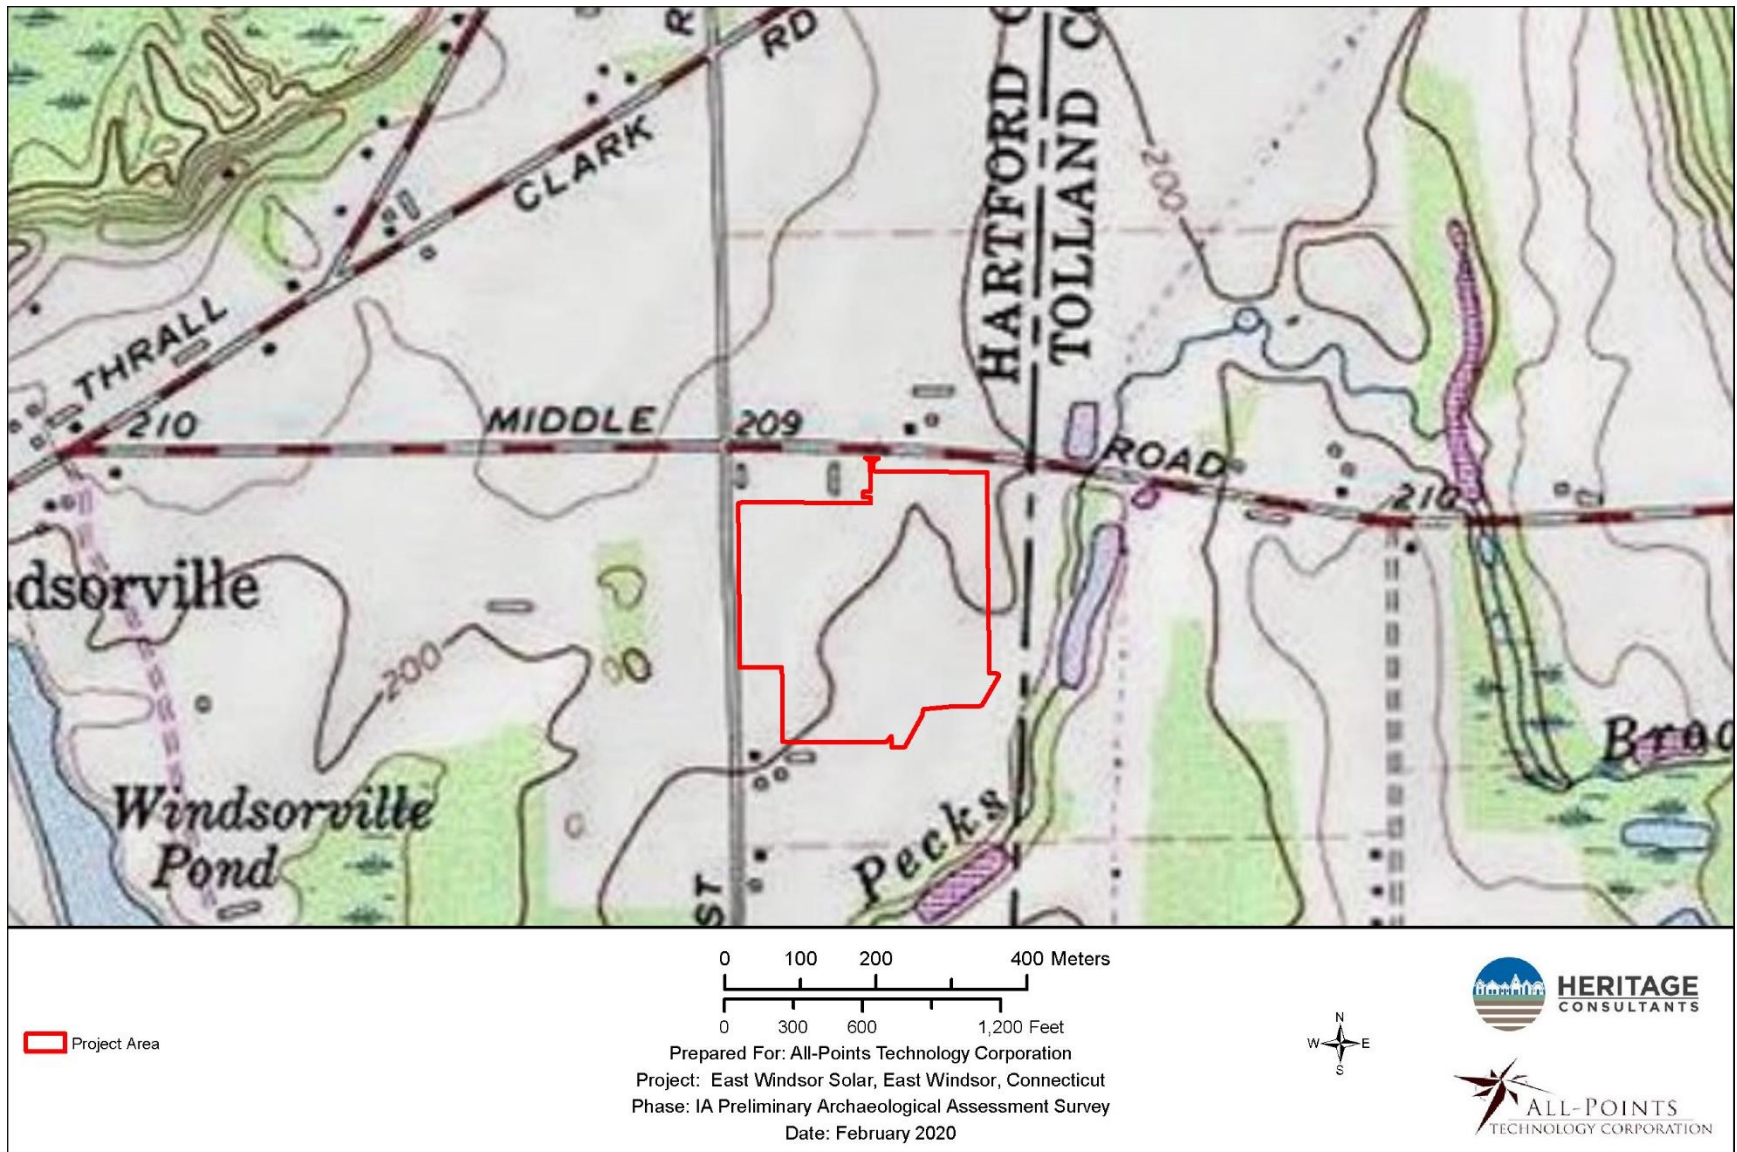 R
RD
CLARK
HARTFORD C
TOLLAND CO
200
THRALL
210
MIDDLE
209
ROAD
210
dsorville
200
Broo
Windsorville
Pond
Pecks
ST
0 100 200 400 Meters
0 300 600 1,200 Feet
Project Area
Prepared For: All-Points Technology Corporation
Project: East Windsor Solar, East Windsor, Connecticut
Phase: IA Preliminary Archaeological Assessment Survey
Date: February 2020
N
W E
S
HERITAGE
CONSULTANTS
ALL-POINTS
TECHNOLOGY CORPORATION